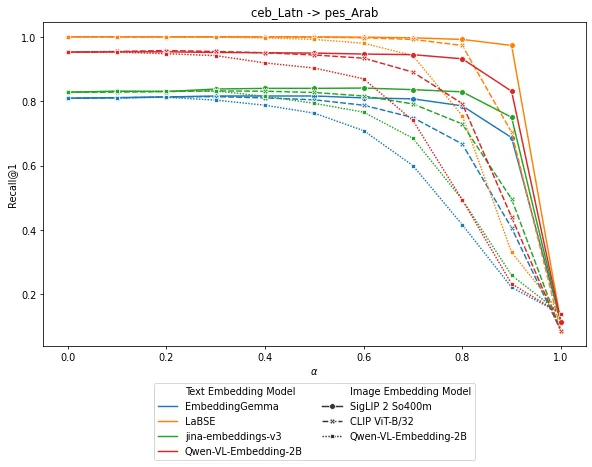 ceb_Latn -> pes_Arab
Recall@1
1.0
0.8
0.6
0.4
0.2
0.0 0.2 0.4 0.6 0.8 1.0
α
Text Embedding Model
EmbeddingGemma
LaBSE
jina-embeddings-v3
Qwen-VL-Embedding-2B
Image Embedding Model
SigLIP 2 So400m
CLIP ViT-B/32
Qwen-VL-Embedding-2B